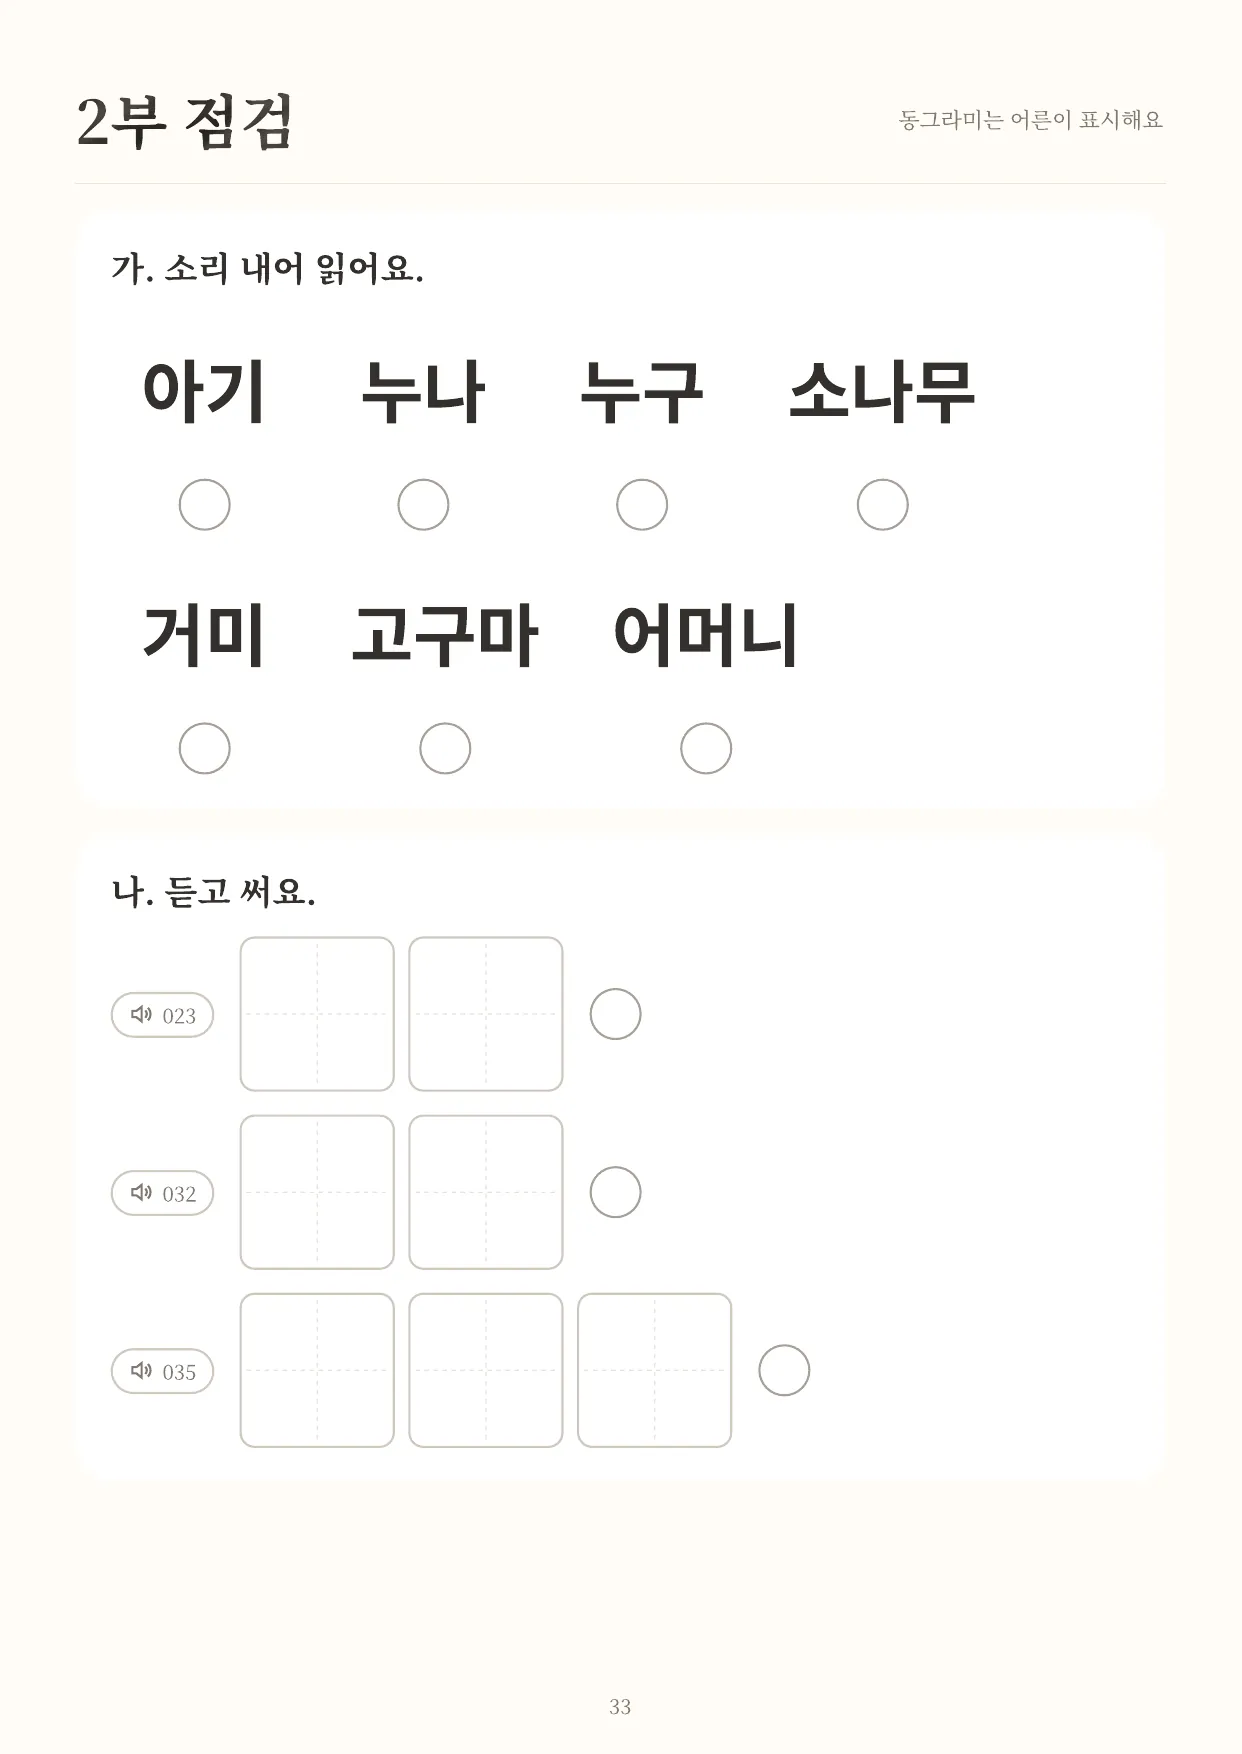 2부 점검
동그라미는 어른이 표시해요
가. 소리 내어 읽어요.
아기 누나 누구 소나무
거미 고구마 어머니
나. 듣고 써요.
023
032
035
33